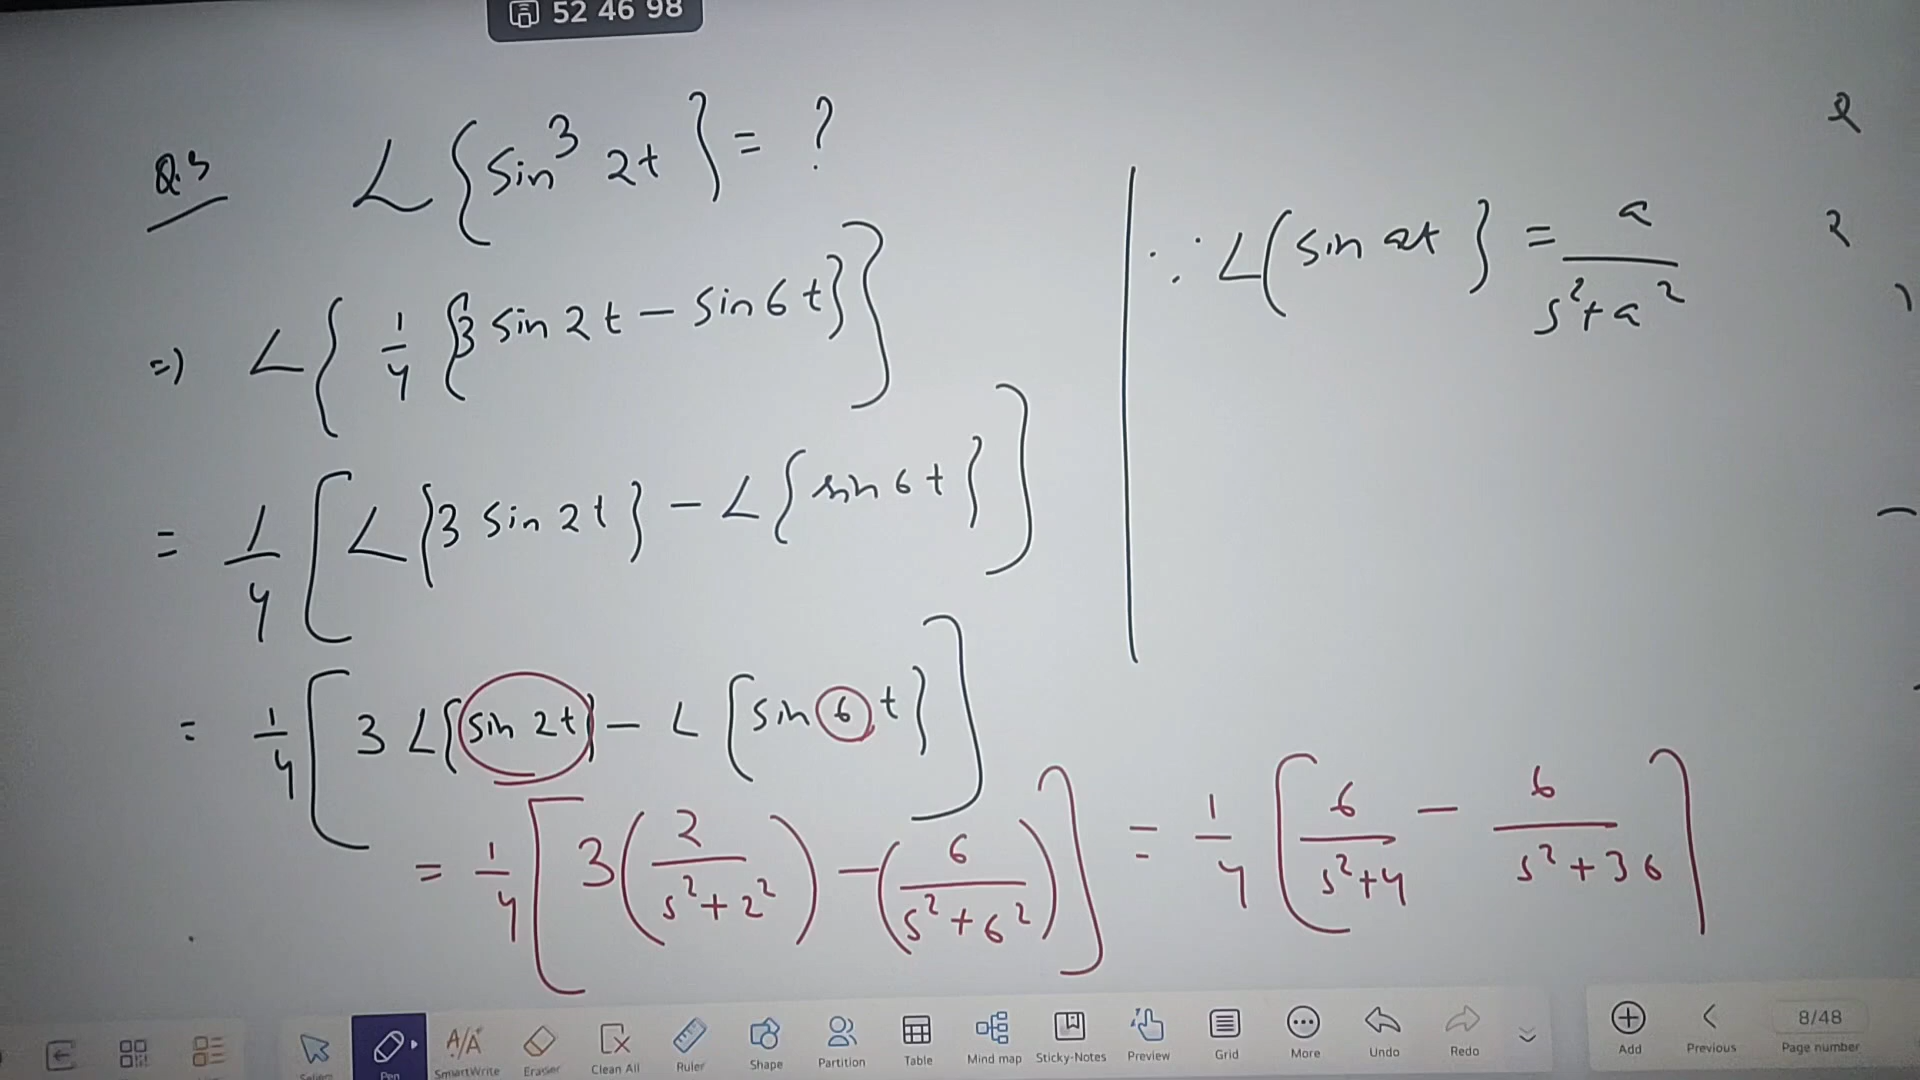 52 46 98
Q.3 L{sin³ 2t} = ?
∵ L{sin at} = a/(s²+a²)
=) L{1/4 {3 sin 2t − sin 6t}}
= 1/4 [L{3 sin 2t} − L{sin 6t}]
= 1/4 [3 L{sin 2t} − L{sin 6t}]
= 1/4 [3(2/(s²+2²)) − (6/(s²+6²))] = 1/4 [6/(s²+4) − 6/(s²+36)]
Pen SmartWrite Eraser Clean All Ruler Shape Partition Table Mind map Sticky-Notes Preview Grid More Undo Redo Add Previous 8/48 Page number